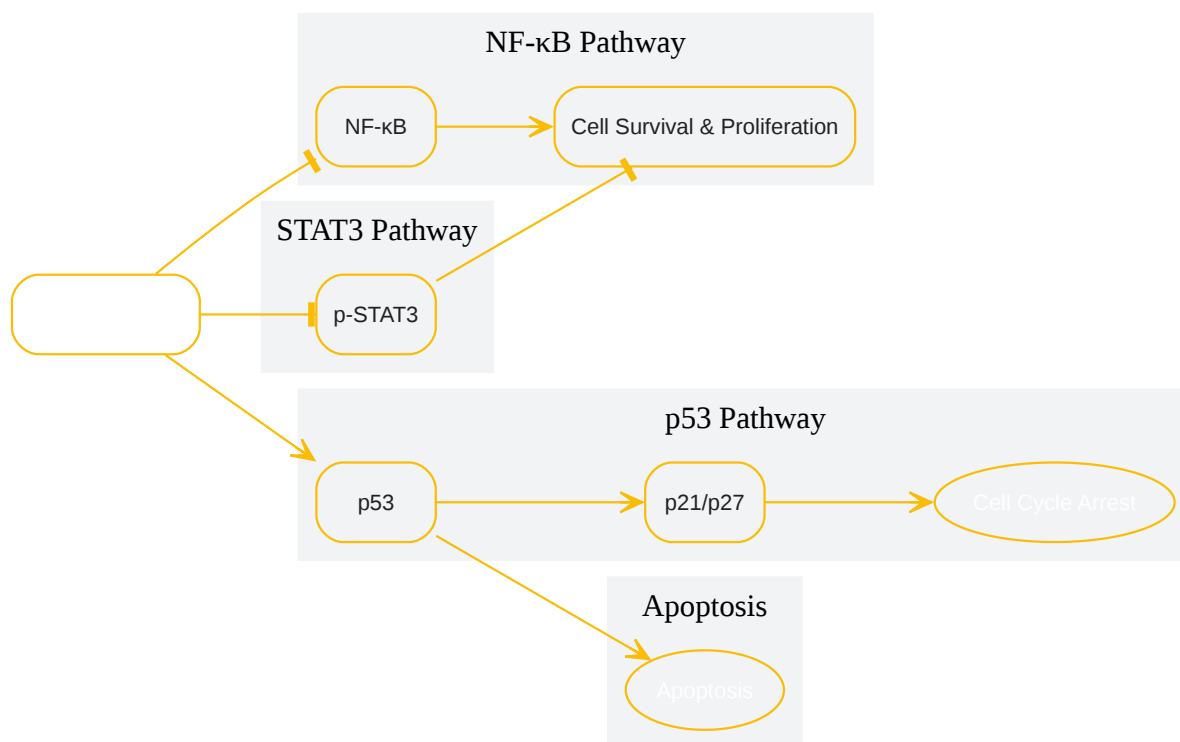 NF-κB Pathway
NF-κB
Cell Survival & Proliferation
STAT3 Pathway
p-STAT3
p53 Pathway
p53
p21/p27
Cell Cycle Arrest
Apoptosis
Apoptosis